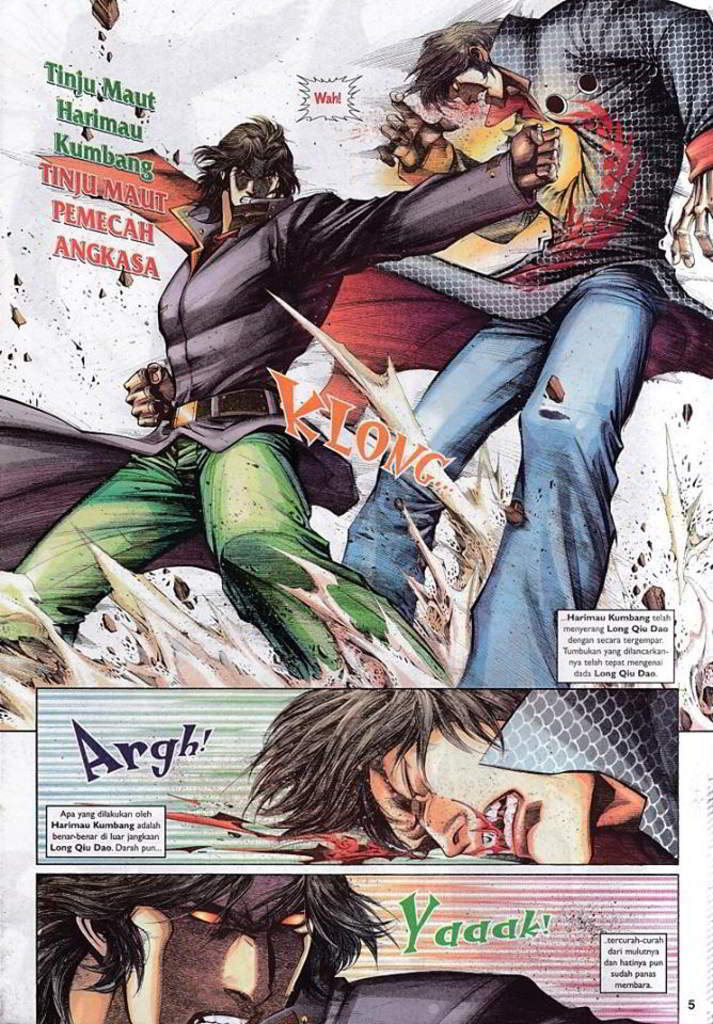 Tinju Maut
Harimau
Kumbang
TINJU MAUT
PEMECAH
ANGKASA
Wah!
KLONG..
..Harimau Kumbang telah
menyerang Long Qiu Dao
dengan secara tergempar.
Tumbukan yang dilancarkan-
nya telah tepat mengenai
dada Long Qiu Dao.
Argh!
Apa yang dilakukan oleh
Harimau Kumbang adalah
benar-benar di luar jangkaan
Long Qiu Dao. Darah pun...
Yaaak!
..tercurah-curah
dari mulutnya
dan hatinya pun
sudah panas
membara.
5